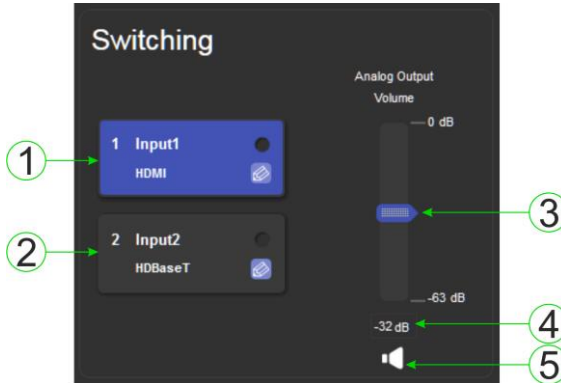 Switching
Analog Output
Volume
0 dB
1 Input1
HDMI
1
3
2 Input2
HDBaseT
2
-63 dB
-32 dB
4
5